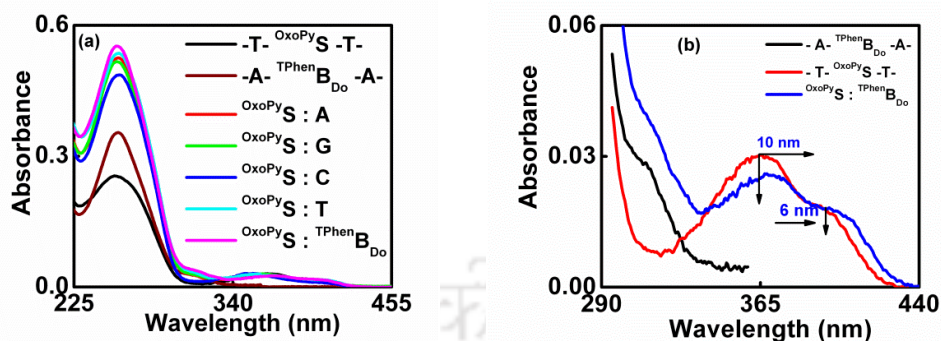 0.6
(a)
-T- OxoPyS -T-
-A- TPhenBDo -A-
OxoPyS : A
OxoPyS : G
OxoPyS : C
OxoPyS : T
OxoPyS : TPhenBDo
0.3
0.0
225 340 455
Absorbance
Wavelength (nm)
0.06
(b)
- A- TPhenBDo -A-
- T- OxoPyS -T-
OxoPyS : TPhenBDo
10 nm
0.03
6 nm
0.00
290 365 440
Absorbance
Wavelength (nm)